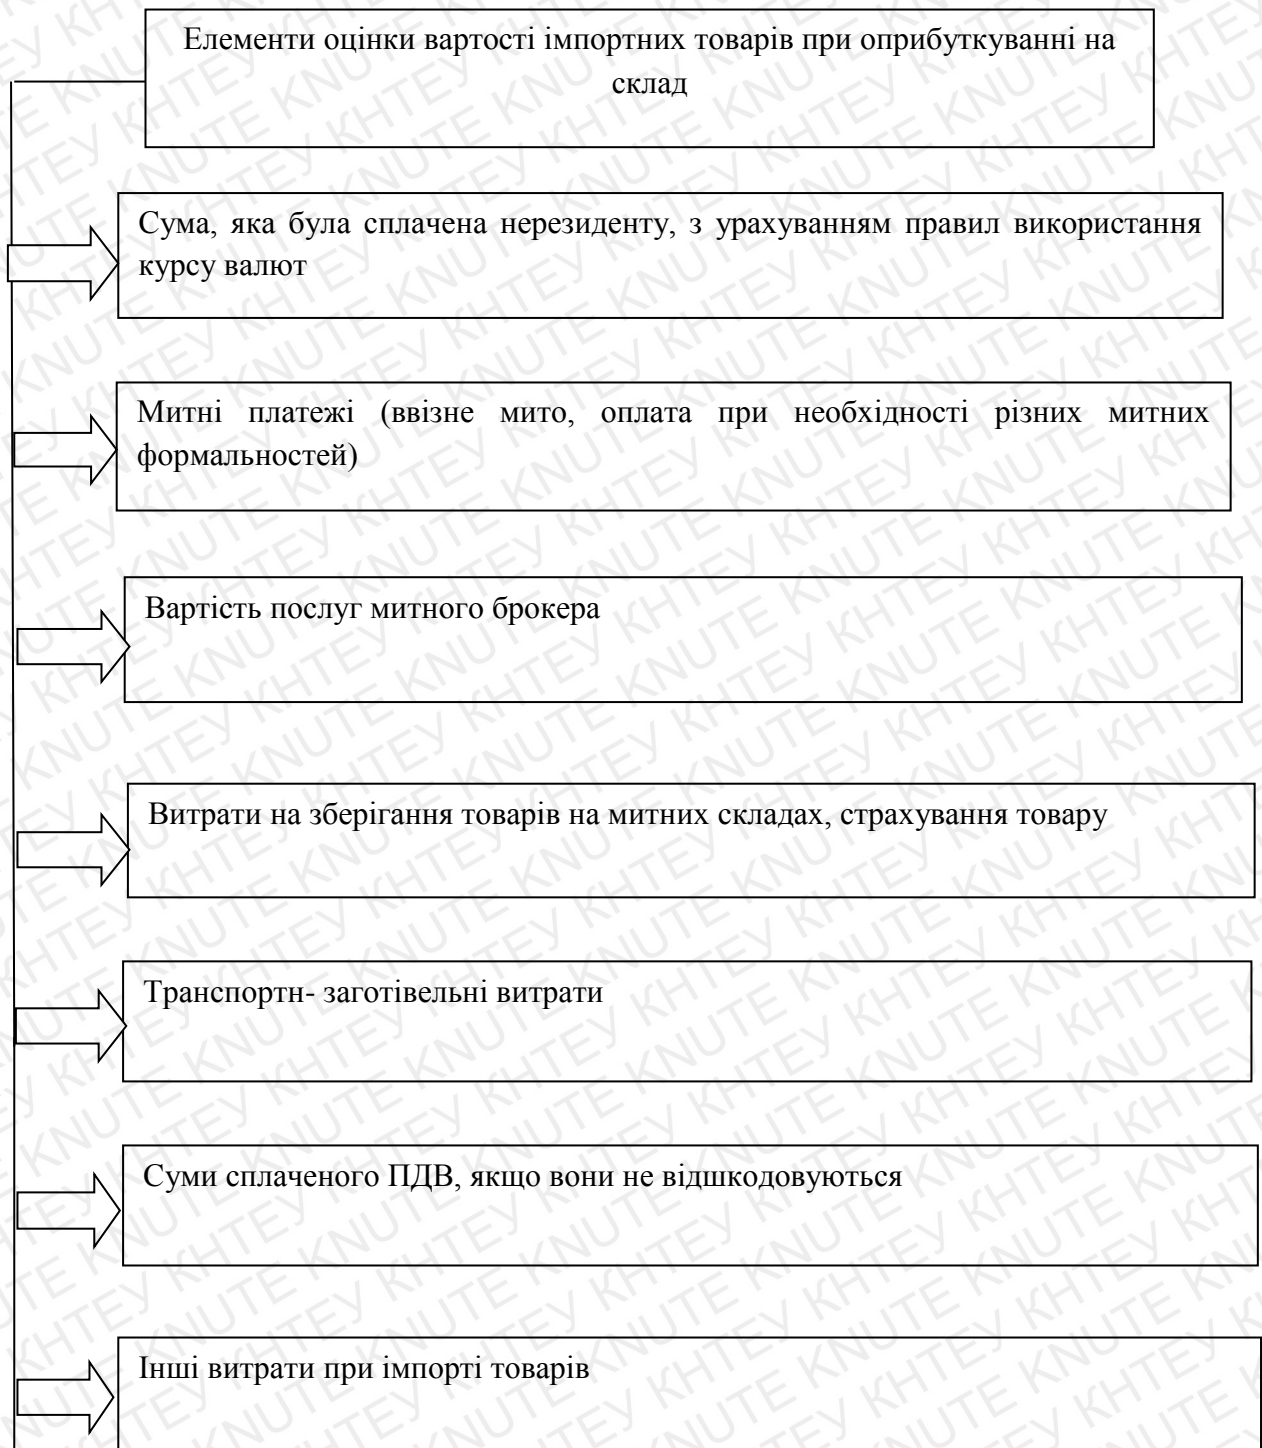 Елементи оцінки вартості імпортних товарів при оприбуткуванні на
склад
Сума, яка була сплачена нерезиденту, з урахуванням правил використання
курсу валют
Митні платежі (ввізне мито, оплата при необхідності різних митних
формальностей)
Вартість послуг митного брокера
Витрати на зберігання товарів на митних складах, страхування товару
Транспортн- заготівельні витрати
Суми сплаченого ПДВ, якщо вони не відшкодовуються
Інші витрати при імпорті товарів